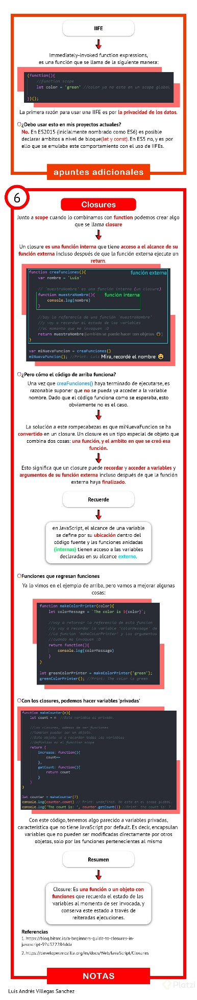 IIFE
Immediately-invoked function expressions,
es una función que se llama de la siguiente manera:
(function(){
//function scope
let color = 'green' //color ya no esta en un scope global
})();
La primera razón para usar una IIFE es por la privacidad de los datos.
¿Debo usar esto en mis proyectos actuales?
No. En ES2015 (inicialmente nombrado como ES6) es posible
declarar ámbitos a nivel de bloque(let y const). En ES5 no, y es por
ello que se emulaba este comportamiento con el uso de IIFEs.
apuntes adicionales
6
Closures
Junto a scope cuando lo combinamos con function podemos crear algo
que se llama closure
Un closure es una función interna que tiene acceso a el alcance de su
función externa incluso después de que la función externa ejecute un
return.
function creaFunciones(){
función externa
var nombre = 'Luis'
// 'muestraNombre' es una función interna (un closure)
function muestraNombre(){
función interna
console.log(nombre)
}
//Soy la referencia de una función 'muestraNombre'
//y voy a recordar el estado de las variables
//al momento que me invoquen :D
return muestraNombre (también se puede hacer con objetos 😱)
}
var miNuevaFuncion = creaFunciones()
miNuevaFuncion(); //Print: Luis Mira, recordé el nombre 😄
¿Pero cómo el código de arriba funciona?
Una vez que creaFunciones() haya terminado de ejecutarse, es
razonable suponer que no se pueda ya acceder a la variable
nombre. Dado que el código funciona como se esperaba, esto
obviamente no es el caso.
La solución a este rompecabezas es que miNuevaFuncion se ha
convertido en un closure. Un closure es un tipo especial de objeto que
combina dos cosas: una función, y el ambito en que se creó esa
función.
Esto significa que un closure puede recordar y acceder a variables y
argumentos de su función externa incluso después de que la función
externa haya finalizado.
Recuerde
en JavaScript, el alcance de una variable
se define por su ubicación dentro del
código fuente y las funciones anidadas
(internas) tienen acceso a las variables
declaradas en su alcance externo.
Funciones que regresan funciones
Ya lo vimos en el ejemplo de arriba, pero vamos a mejorar algunas
cosas:
function makeColorPrinter(color){
let colorMessage = `The color is ${color}`;
//voy a retornar la referencia de esta funcion
//y voy a recordar la variable 'colorMessage' de
//la funcion 'makeColorPrinter' y los argumentos
//cuando me invoquen :D
return function(){
console.log(colorMessage)
}
}
let greenColorPrinter = makeColorPrinter('green');
greenColorPrinter(); //Print: The color is green
Con los closures, podemos hacer variables 'privadas'
function makeCounter(n){
let count = n //Esta variable es privada.
//Los closures, ademas de ser funciones
//tambien pueden ser un objeto.
//Este objeto va a recordar todas las variables
//definidas en el function scope
return {
increase: function(){
count++
},
getCount: function(){
return count
}
}
}
let counter = makeCounter(7)
console.log(counter.count) // Print: undefined. No esta en el scope global.
console.log('The count is: ', counter.getCount()) //Print: the count is: 7
Con este código, tenemos algo parecido a variables privadas,
caracteristica que no tiene JavaScript por default. Es decir, encapsulan
variables que no pueden ser modificadas directamente por otros
objetos, solo por las funciones pertenecientes al mismo
Resumen
Closure: Es una función o un objeto con
funciones que recuerda el estado de las
variables al momento de ser invocada, y
conserva este estado a través de
reiteradas ejecuciones.
Referencias
1. https://blog.bitsrc.io/a-beginners-guide-to-closures-in-
javascript-97d372284dda
2. https://developer.mozilla.org/es/docs/Web/JavaScript/Closures
NOTAS
Platzi
Luis Andrés Villegas Sanchez